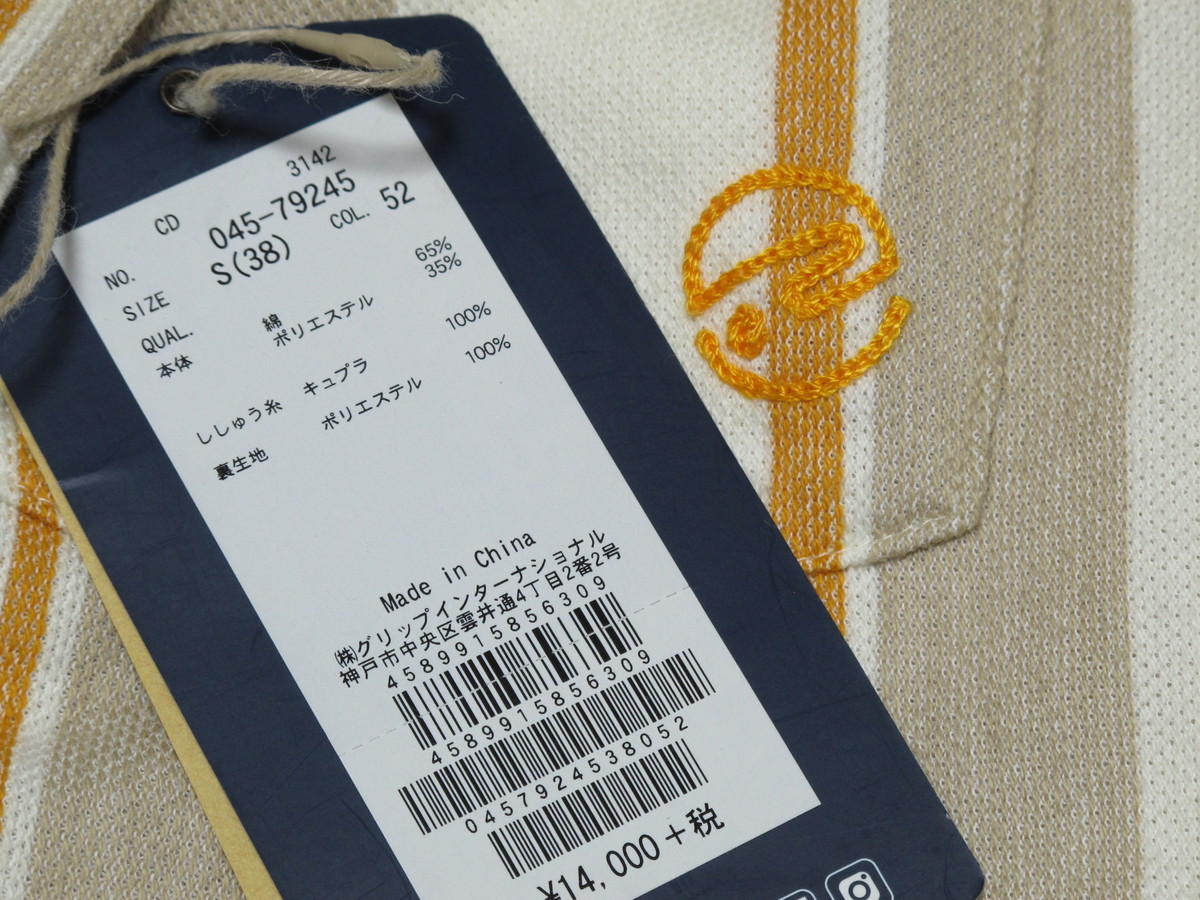 3142
CD
NO. 045-79245
SIZE S(38) COL. 52
QUAL.
本体 綿 65%
ポリエステル 35%
ししゅう糸 キュプラ 100%
裏生地 ポリエステル 100%
Made in China
㈱グリップインターナショナル
神戸市中央区雲井通4丁目2番2号
4589915856309
4589915856309
0457924538052
¥14,000+税